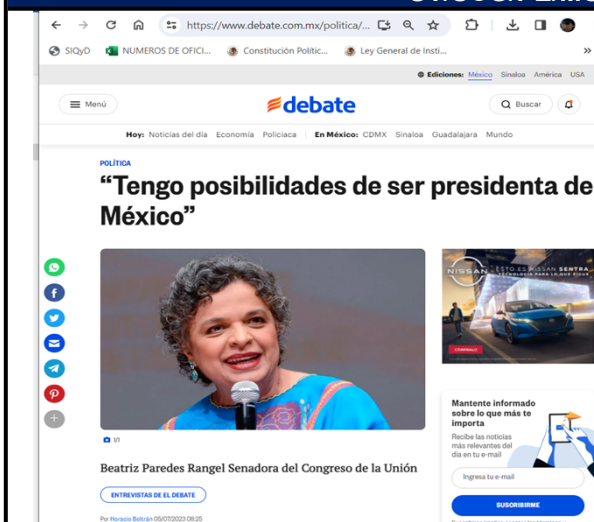 https://www.debate.com.mx/politica/...
SIQyD NUMEROS DE OFICI... Constitución Polític... Ley General de Insti... »
Ediciones: México Sinaloa América USA
Menú
debate
Buscar
Hoy: Noticias del día Economía Policiaca En México: CDMX Sinaloa Guadalajara Mundo
POLÍTICA
“Tengo posibilidades de ser presidenta de
México”
NISSAN
ESTO ES NISSAN SENTRA
1/1
Beatriz Paredes Rangel Senadora del Congreso de la Unión
ENTREVISTAS DE EL DEBATE
Por Horacio Beltrán 05/07/2023 08:25
Mantente informado
sobre lo que más te
importa
Recibe las noticias
más relevantes del
día en tu e-mail
Ingresa tu e-mail
SUSCRIBIRME